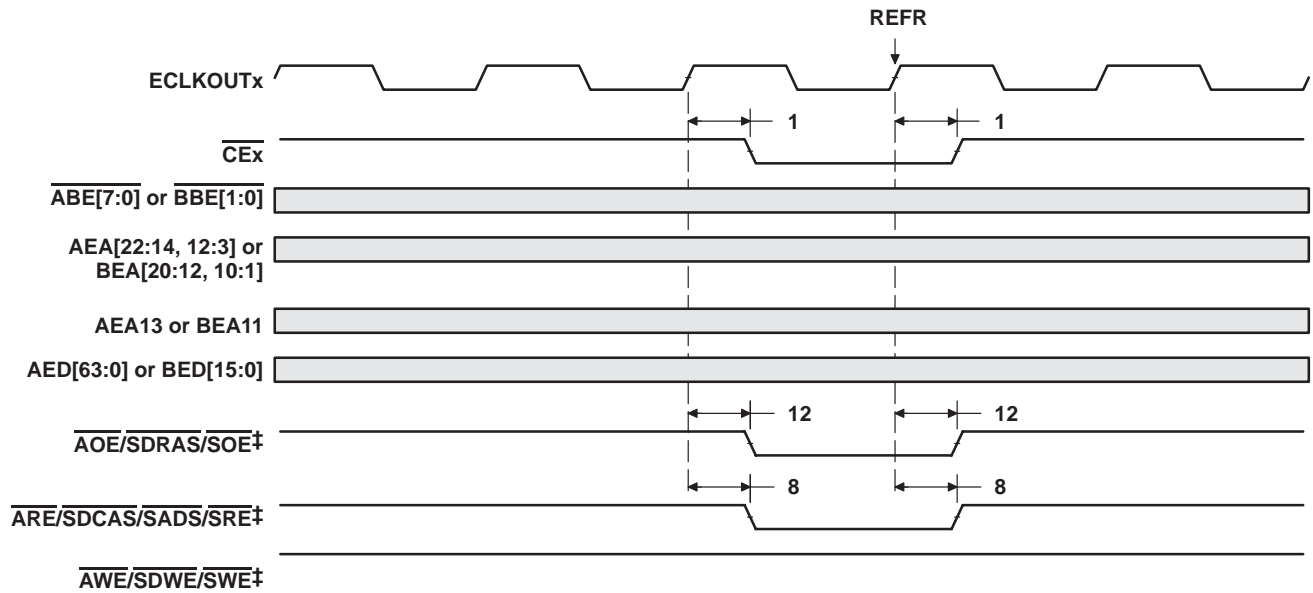 REFR
ECLKOUTx
1 1
CEx
ABE[7:0] or BBE[1:0]
AEA[22:14, 12:3] or
BEA[20:12, 10:1]
AEA13 or BEA11
AED[63:0] or BED[15:0]
12 12
AOE/SDRAS/SOE‡
8 8
ARE/SDCAS/SADS/SRE‡
AWE/SDWE/SWE‡